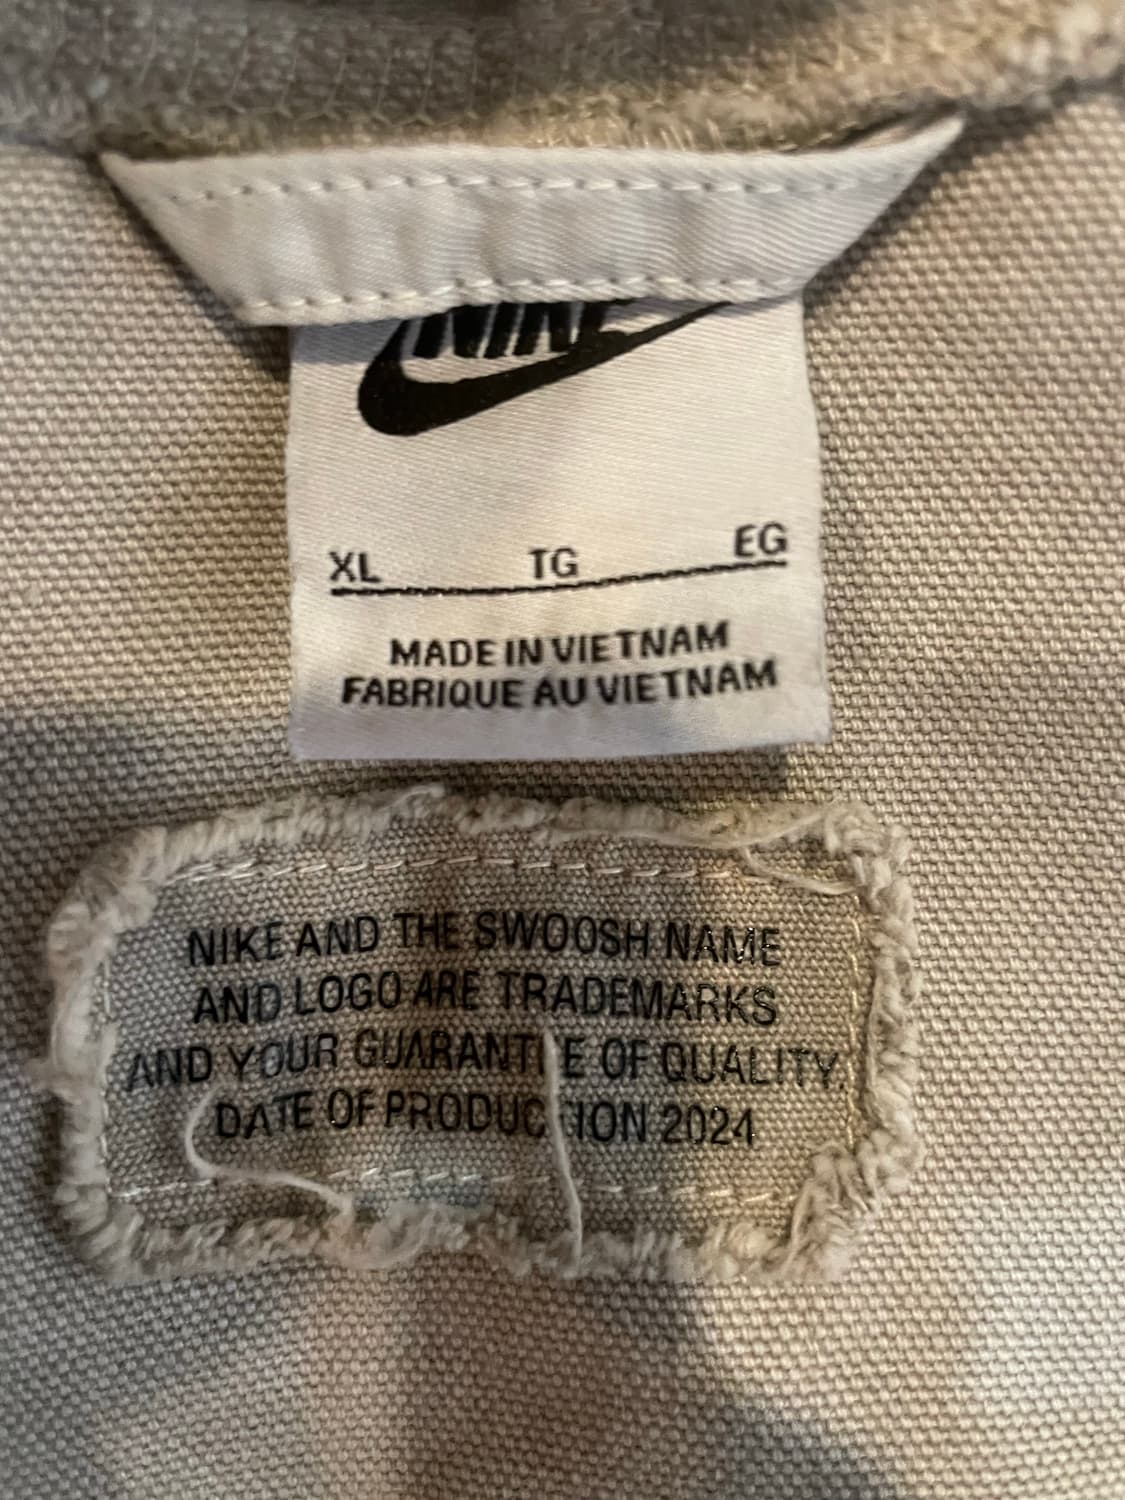 NIKE
XL TG EG
MADE IN VIETNAM
FABRIQUÉ AU VIETNAM
NIKE AND THE SWOOSH NAME
AND LOGO ARE TRADEMARKS
AND YOUR GUARANTEE OF QUALITY.
DATE OF PRODUCTION 2024